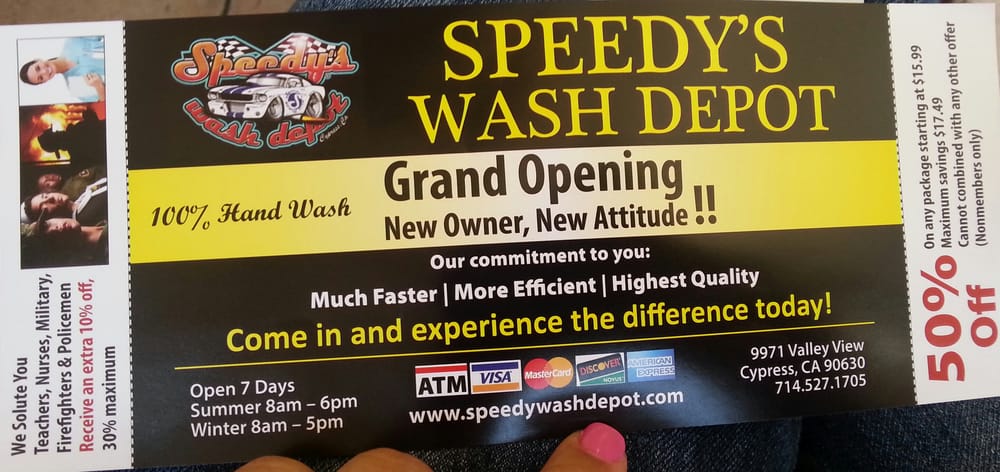 We Solute You
Teachers, Nurses, Military,
Firefighters & Policemen
Receive an extra 10% off,
30% maximum
Speedy's
wash depot
Cypress, Ca
SPEEDY'S
WASH DEPOT
100% Hand Wash
Grand Opening
New Owner, New Attitude !!
Our commitment to you:
Much Faster | More Efficient | Highest Quality
Come in and experience the difference today!
Open 7 Days
Summer 8am – 6pm
Winter 8am – 5pm
ATM
VISA
MasterCard
DISCOVER
NOVUS
AMERICAN
EXPRESS
www.speedywashdepot.com
9971 Valley View
Cypress, CA 90630
714.527.1705
50%
Off
On any package starting at $15.99
Maximum savings $17.49
Cannot combined with any other offer
(Nonmembers only)